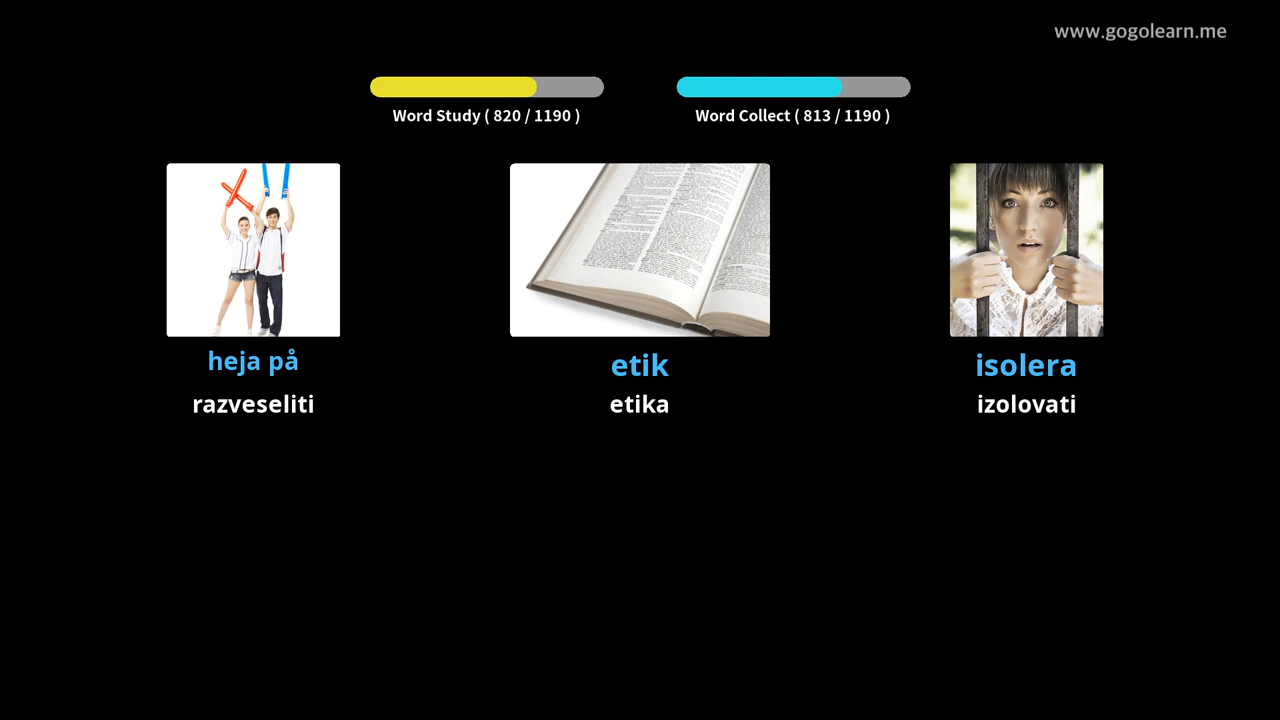 www.gogolearn.me
Word Study ( 820 / 1190 )
Word Collect ( 813 / 1190 )
heja på
razveseliti
etik
etika
isolera
izolovati